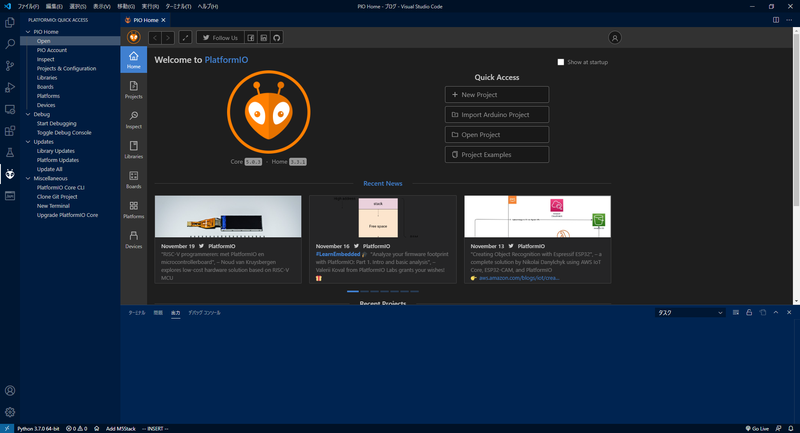 ファイル(F) 編集(E) 選択(S) 表示(V) 移動(G) 実行(R) ターミナル(T) ヘルプ(H)
PIO Home - ブログ - Visual Studio Code
PLATFORMIO: QUICK ACCESS
PIO Home
Open
PIO Account
Inspect
Projects & Configuration
Libraries
Boards
Platforms
Devices
Debug
Start Debugging
Toggle Debug Console
Updates
Library Updates
Platform Updates
Update All
Miscellaneous
PlatformIO Core CLI
Clone Git Project
New Terminal
Upgrade PlatformIO Core
PIO Home
Follow Us
Home
Projects
Inspect
Libraries
Boards
Platforms
Devices
Welcome to PlatformIO
Show at startup
Core 5.0.3 - Home 3.3.1
Quick Access
New Project
Import Arduino Project
Open Project
Project Examples
Recent News
stack
Free space
November 19 PlatformIO
"RISC-V programmeren met PlatformIO en
microcontrollerbord", – Noud van Kruysbergen
explores low-cord hardware solution based on RISC-V
MCU
November 16 PlatformIO
#LearnEmbedded "Analyze your firmware footprint
with PlatformIO: Part 1. Intro and basic analysis", –
Valerii Koval from PlatformIO Labs grants your wishes!
November 13 PlatformIO
"Creating Object Recognition with Espressif ESP32", – a
complete solution by Nikolai Danylchyk using AWS IoT
Core, ESP32-CAM, and PlatformIO
aws.amazon.com/blogs/iot/crea...
Recent Projects
ターミナル 問題 出力 デバッグ コンソール
タスク
Python 3.7.0 64-bit 0 0 Add M5Stack -- INSERT --
Go Live